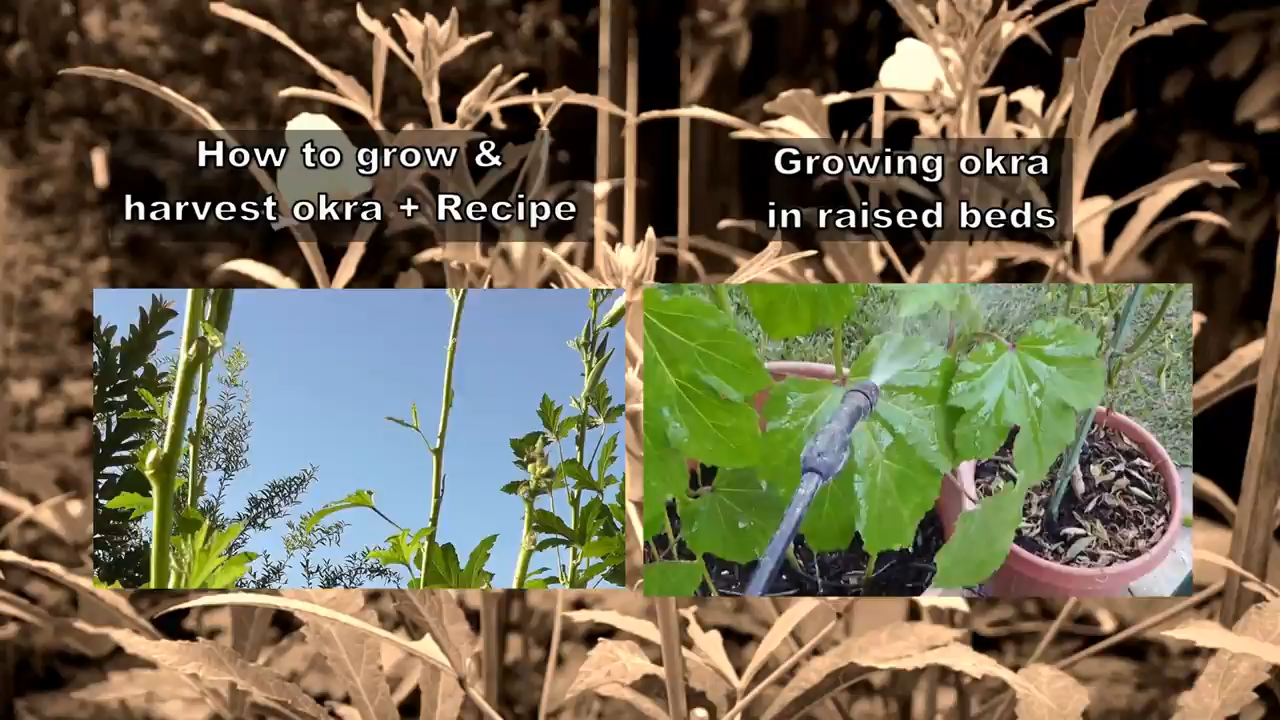 How to grow &
harvest okra + Recipe
Growing okra
in raised beds